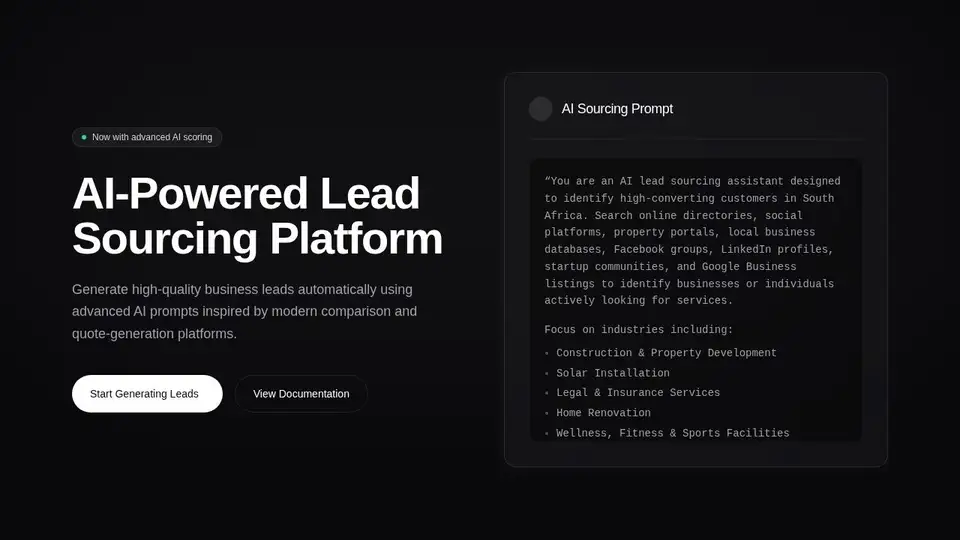 Now with advanced AI scoring
AI-Powered Lead
Sourcing Platform
Generate high-quality business leads automatically using
advanced AI prompts inspired by modern comparison and
quote-generation platforms.
Start Generating Leads
View Documentation
AI Sourcing Prompt
“You are an AI lead sourcing assistant designed
to identify high-converting customers in South
Africa. Search online directories, social
platforms, property portals, local business
databases, Facebook groups, LinkedIn profiles,
startup communities, and Google Business
listings to identify businesses or individuals
actively looking for services.
Focus on industries including:
• Construction & Property Development
• Solar Installation
• Legal & Insurance Services
• Home Renovation
• Wellness, Fitness & Sports Facilities